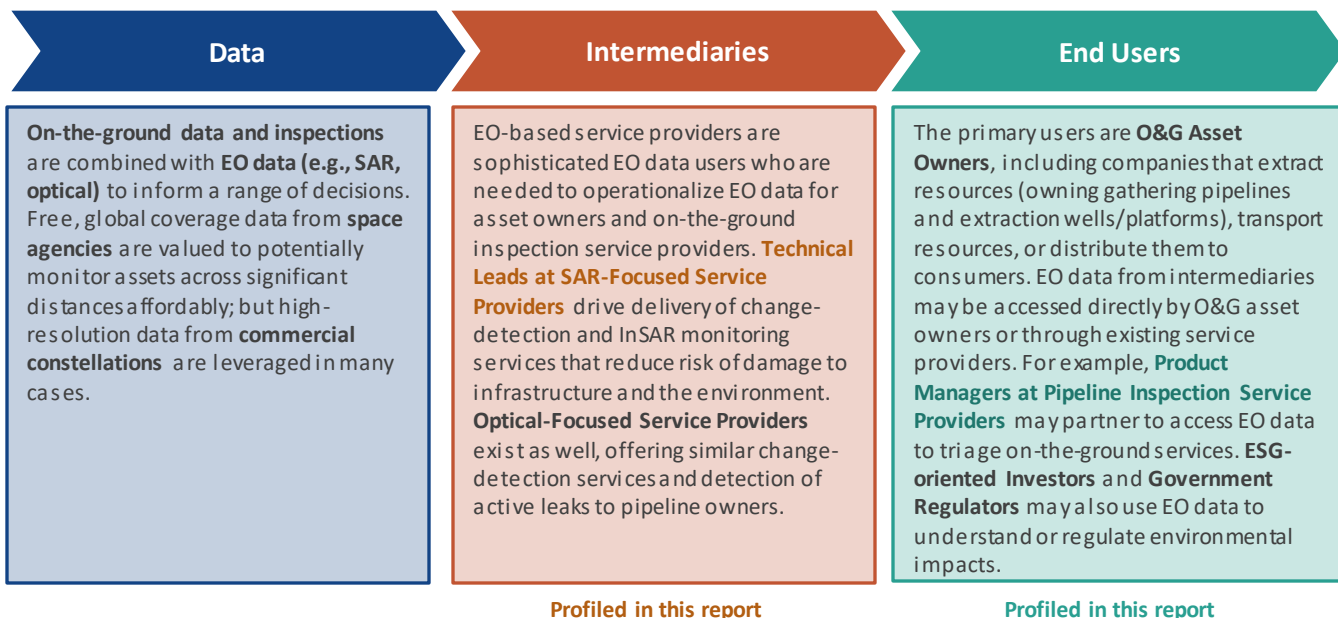 Data
On-the-ground data and inspections
are combined with EO data (e.g., SAR,
optical) to inform a range of decisions.
Free, global coverage data from space
agencies are valued to potentially
monitor assets across significant
distances affordably; but high-
resolution data from commercial
constellations are leveraged in many
cases.
Intermediaries
EO-based service providers are
sophisticated EO data users who are
needed to operationalize EO data for
asset owners and on-the-ground
inspection service providers. Technical
Leads at SAR-Focused Service
Providers drive delivery of change-
detection and InSAR monitoring
services that reduce risk of damage to
infrastructure and the environment.
Optical-Focused Service Providers
exist as well, offering similar change-
detection services and detection of
active leaks to pipeline owners.
Profiled in this report
End Users
The primary users are O&G Asset
Owners, including companies that extract
resources (owning gathering pipelines
and extraction wells/platforms), transport
resources, or distribute them to
consumers. EO data from intermediaries
may be accessed directly by O&G asset
owners or through existing service
providers. For example, Product
Managers at Pipeline Inspection Service
Providers may partner to access EO data
to triage on-the-ground services. ESG-
oriented Investors and Government
Regulators may also use EO data to
understand or regulate environmental
impacts.
Profiled in this report